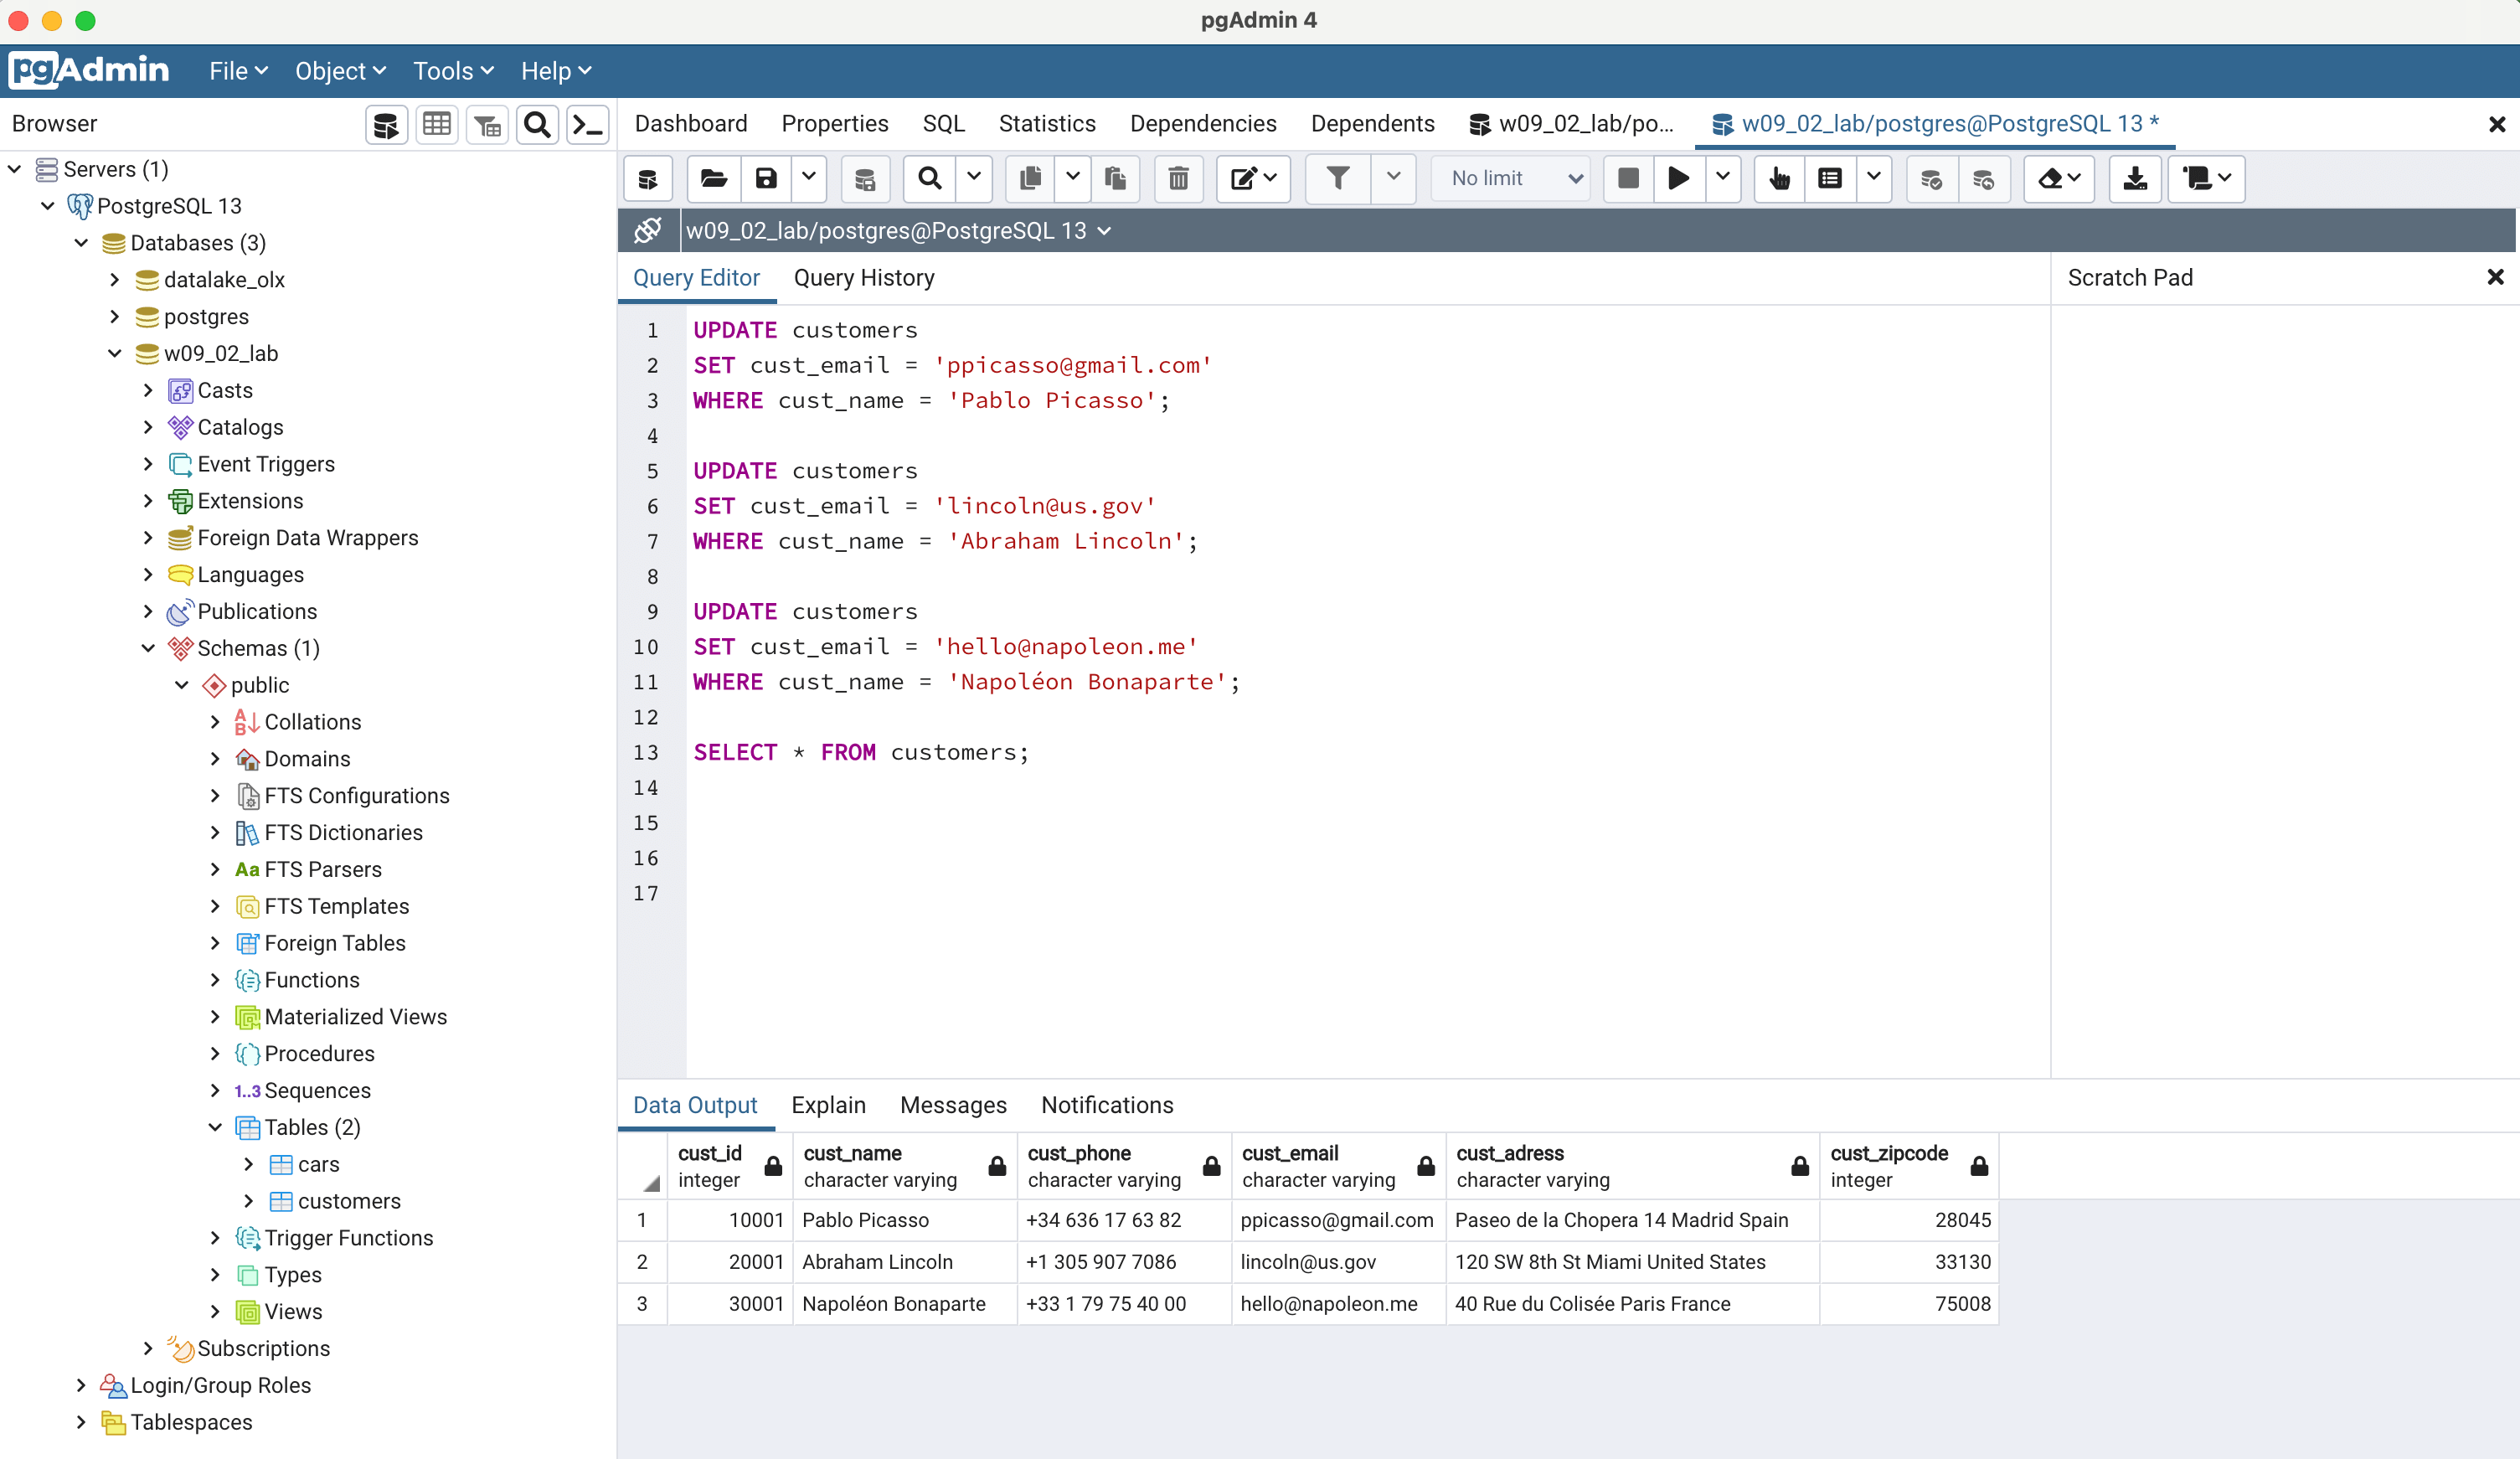 pgAdmin 4
pgAdmin File Object Tools Help
Browser
Servers (1)
PostgreSQL 13
Databases (3)
datalake_olx
postgres
w09_02_lab
Casts
Catalogs
Event Triggers
Extensions
Foreign Data Wrappers
Languages
Publications
Schemas (1)
public
Collations
Domains
FTS Configurations
FTS Dictionaries
Aa FTS Parsers
FTS Templates
Foreign Tables
Functions
Materialized Views
Procedures
1..3 Sequences
Tables (2)
cars
customers
Trigger Functions
Types
Views
Subscriptions
Login/Group Roles
Tablespaces
Dashboard Properties SQL Statistics Dependencies Dependents w09_02_lab/po... w09_02_lab/postgres@PostgreSQL 13 *
No limit
w09_02_lab/postgres@PostgreSQL 13
Query Editor Query History
Scratch Pad
1 UPDATE customers
2 SET cust_email = 'ppicasso@gmail.com'
3 WHERE cust_name = 'Pablo Picasso';
4
5 UPDATE customers
6 SET cust_email = 'lincoln@us.gov'
7 WHERE cust_name = 'Abraham Lincoln';
8
9 UPDATE customers
10 SET cust_email = 'hello@napoleon.me'
11 WHERE cust_name = 'Napoléon Bonaparte';
12
13 SELECT * FROM customers;
14
15
16
17
Data Output Explain Messages Notifications
cust_id cust_name cust_phone cust_email cust_adress cust_zipcode
integer character varying character varying character varying character varying integer
1 10001 Pablo Picasso +34 636 17 63 82 ppicasso@gmail.com Paseo de la Chopera 14 Madrid Spain 28045
2 20001 Abraham Lincoln +1 305 907 7086 lincoln@us.gov 120 SW 8th St Miami United States 33130
3 30001 Napoléon Bonaparte +33 1 79 75 40 00 hello@napoleon.me 40 Rue du Colisée Paris France 75008